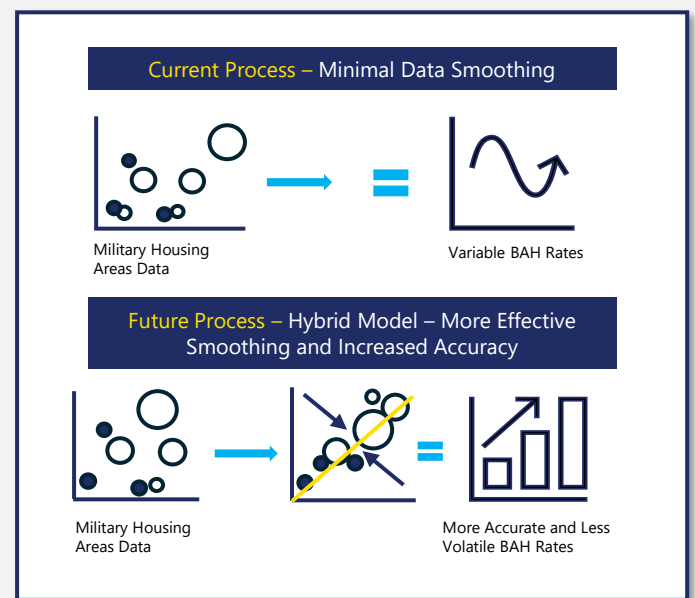 Current Process – Minimal Data Smoothing
Military Housing
Areas Data
Variable BAH Rates
Future Process – Hybrid Model – More Effective
Smoothing and Increased Accuracy
Military Housing
Areas Data
More Accurate and Less
Volatile BAH Rates